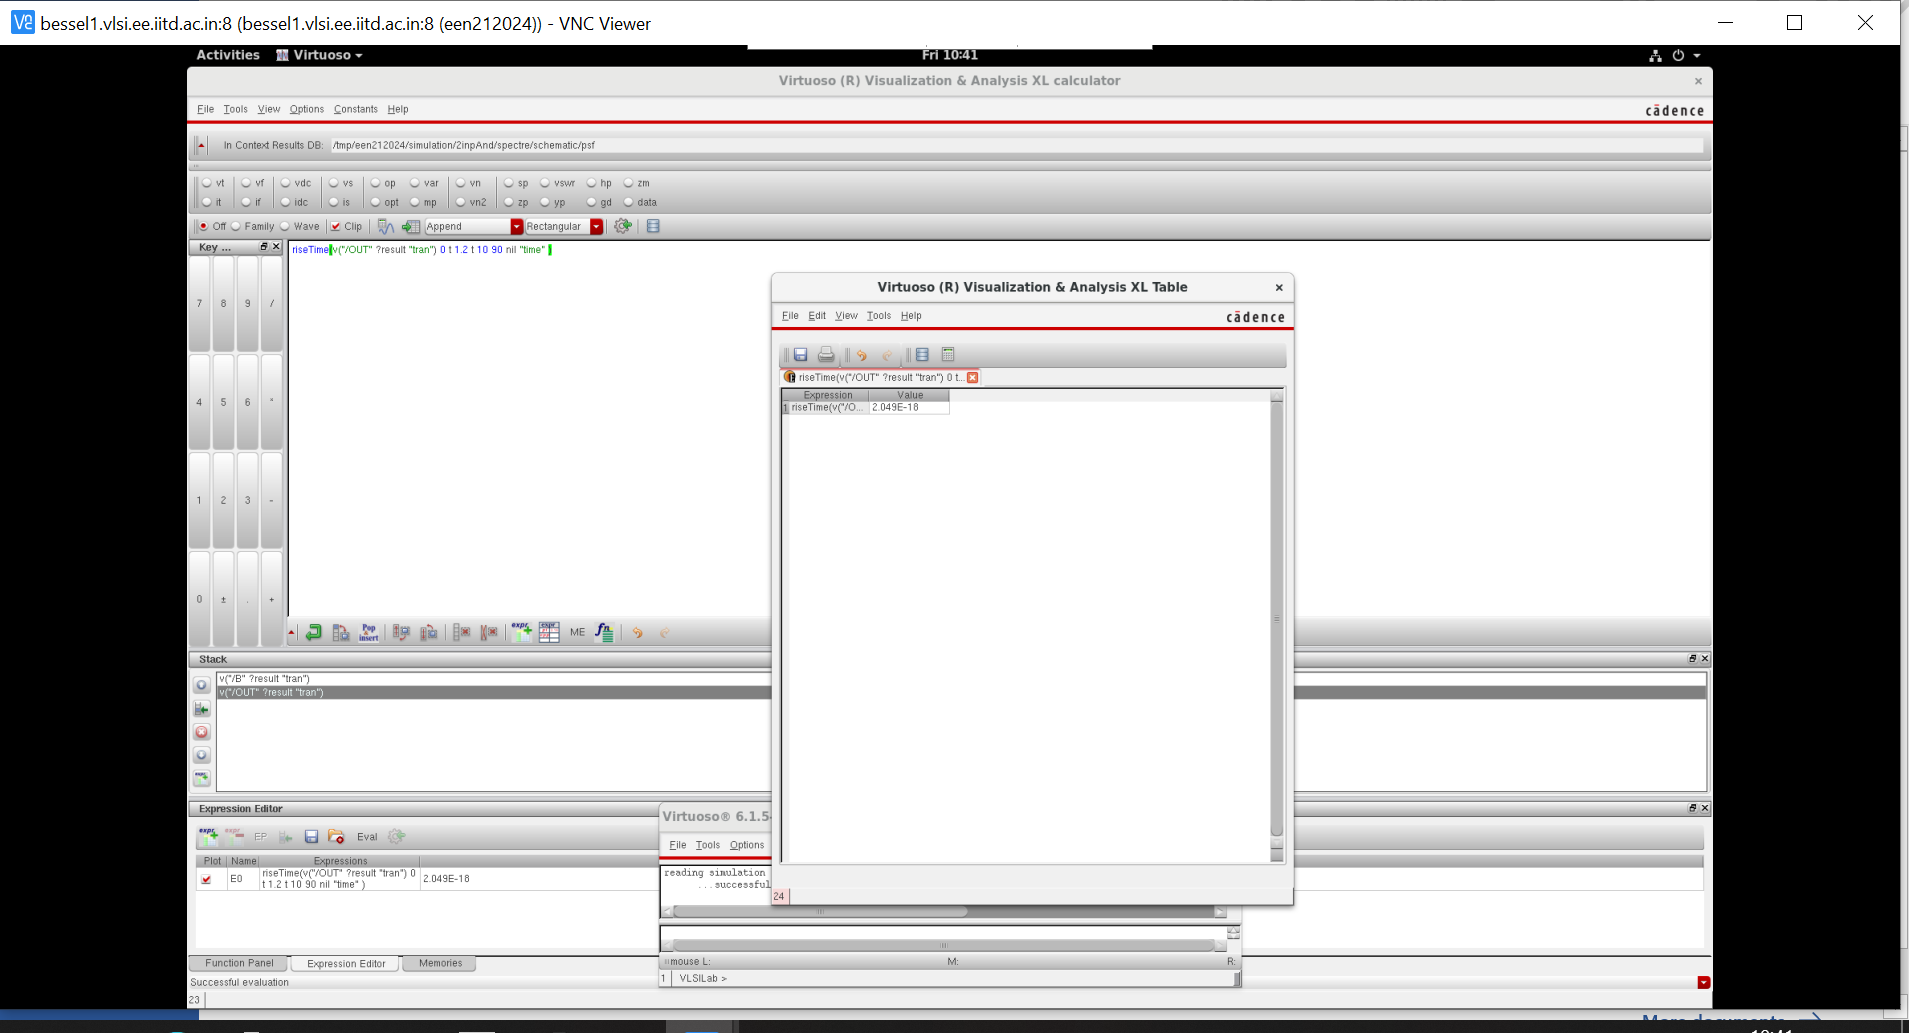 bessel1.vlsi.ee.iitd.ac.in:8 (bessel1.vlsi.ee.iitd.ac.in:8 (een212024)) - VNC Viewer
Activities Virtuoso Fri 10:41
Virtuoso (R) Visualization & Analysis XL calculator
File Tools View Options Constants Help cādence
In Context Results DB: /tmp/een212024/simulation/2inpAnd/spectre/schematic/psf
vt vf vdc vs op var vn sp vswr hp zm
it if idc is opt mp vn2 zp yp gd data
Off Family Wave Clip Append Rectangular
Key ...
riseTime(v("/OUT" ?result "tran") 0 t 1.2 t 10 90 nil "time" )
7 8 9 /
4 5 6 *
1 2 3 -
0 ± . +
Virtuoso (R) Visualization & Analysis XL Table
File Edit View Tools Help cādence
riseTime(v("/OUT" ?result "tran") 0 t...
Expression Value
1 riseTime(v("/O... 2.049E-18
24
Pop insert expr expr ME fn
Stack
v("/B" ?result "tran")
v("/OUT" ?result "tran")
Expression Editor
expr expr EP Eval
Plot Name Expressions
E0 riseTime(v("/OUT" ?result "tran") 0
t 1.2 t 10 90 nil "time" ) 2.049E-18
Virtuoso® 6.1.5-
File Tools Options
reading simulation
...successful
mouse L: M: R:
1 VLSILab >
Function Panel Expression Editor Memories
Successful evaluation
23